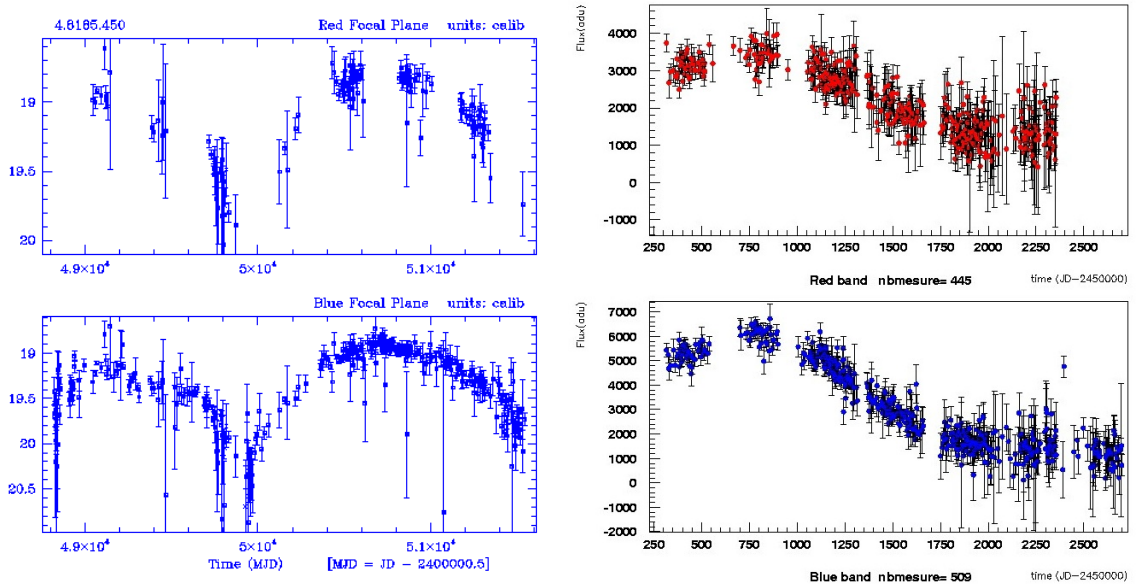 4.8185.450 Red Focal Plane units: calib
19
19.5
20
4.9×10⁴ 5×10⁴ 5.1×10⁴
Blue Focal Plane units: calib
19
19.5
20
20.5
4.9×10⁴ 5×10⁴ 5.1×10⁴
Time (MJD) [MJD = JD − 2400000.5]
Flux(adu)
4000
3000
2000
1000
0
-1000
250 500 750 1000 1250 1500 1750 2000 2250 2500
Red band nbmesure= 445 time (JD-2450000)
Flux(adu)
7000
6000
5000
4000
3000
2000
1000
0
-1000
-2000
250 500 750 1000 1250 1500 1750 2000 2250 2500
Blue band nbmesure= 509 time (JD-2450000)